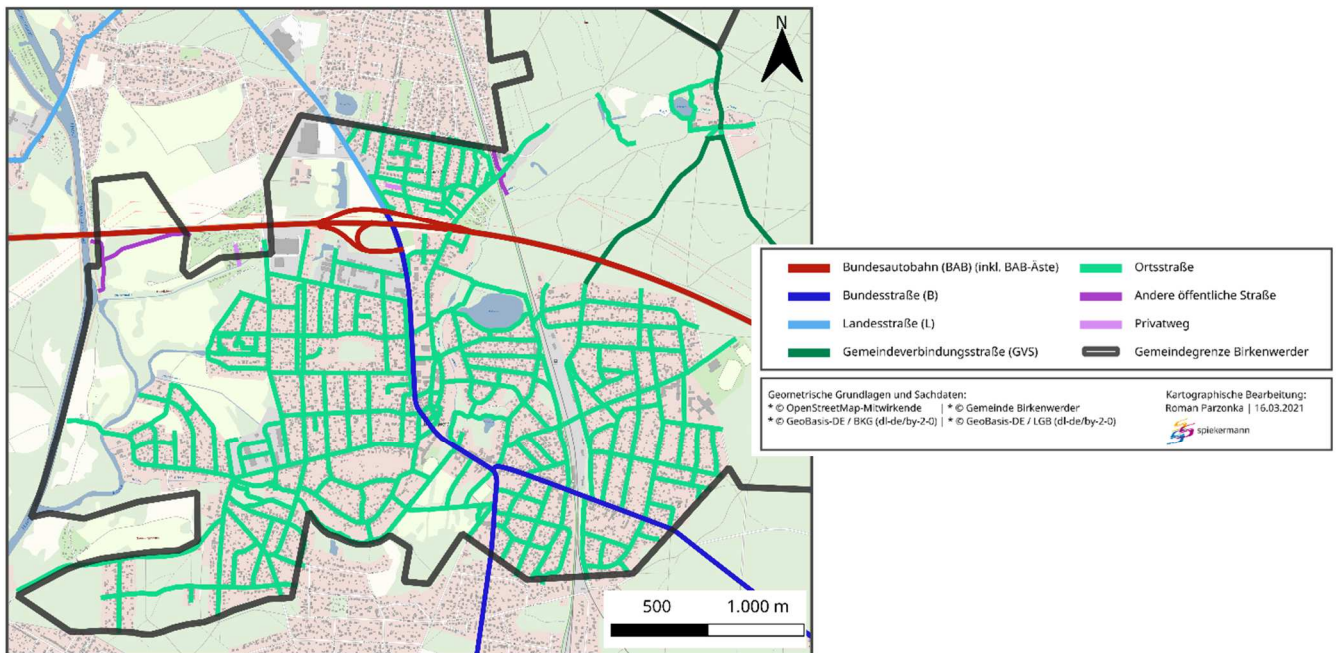 N
500 1.000 m
Bundesautobahn (BAB) (inkl. BAB-Äste)
Bundesstraße (B)
Landesstraße (L)
Gemeindeverbindungsstraße (GVS)
Ortsstraße
Andere öffentliche Straße
Privatweg
Gemeindegrenze Birkenwerder
Geometrische Grundlagen und Sachdaten:
* © OpenStreetMap-Mitwirkende | * © Gemeinde Birkenwerder
* © GeoBasis-DE / BKG (dl-de/by-2-0) | * © GeoBasis-DE / LGB (dl-de/by-2-0)
Kartographische Bearbeitung:
Roman Parzonka | 16.03.2021
spiekermann